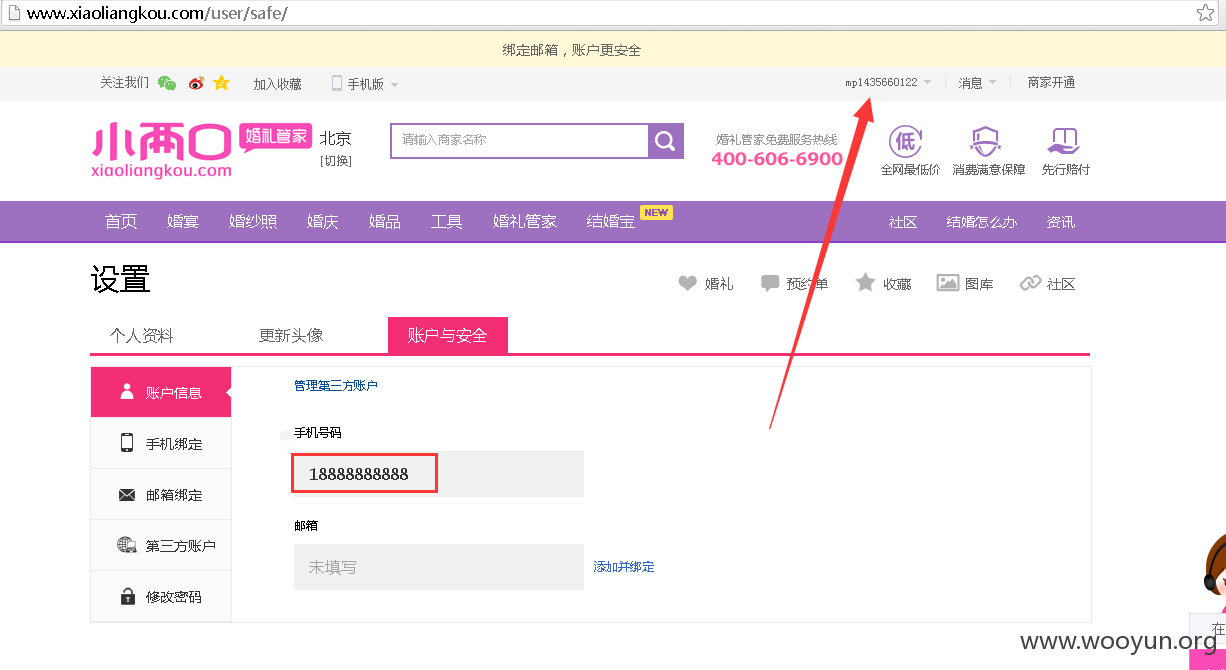 www.xiaoliangkou.com/user/safe/
绑定邮箱，账户更安全
关注我们 加入收藏 手机版 mp1435660122 消息 商家开通
小两口 婚礼管家 北京 请输入商家名称 婚礼管家免费服务热线 低
xiaoliangkou.com [切换] 400-606-6900 全网最低价 消费满意保障 先行赔付
首页 婚宴 婚纱照 婚庆 婚品 工具 婚礼管家 结婚宝 NEW 社区 结婚怎么办 资讯
设置 婚礼 预约单 收藏 图库 社区
个人资料 更新头像 账户与安全
账户信息 管理第三方账户
手机号码
手机绑定
18888888888
邮箱绑定
邮箱
第三方账户
未填写 添加并绑定
修改密码
在
www.wooyun.org